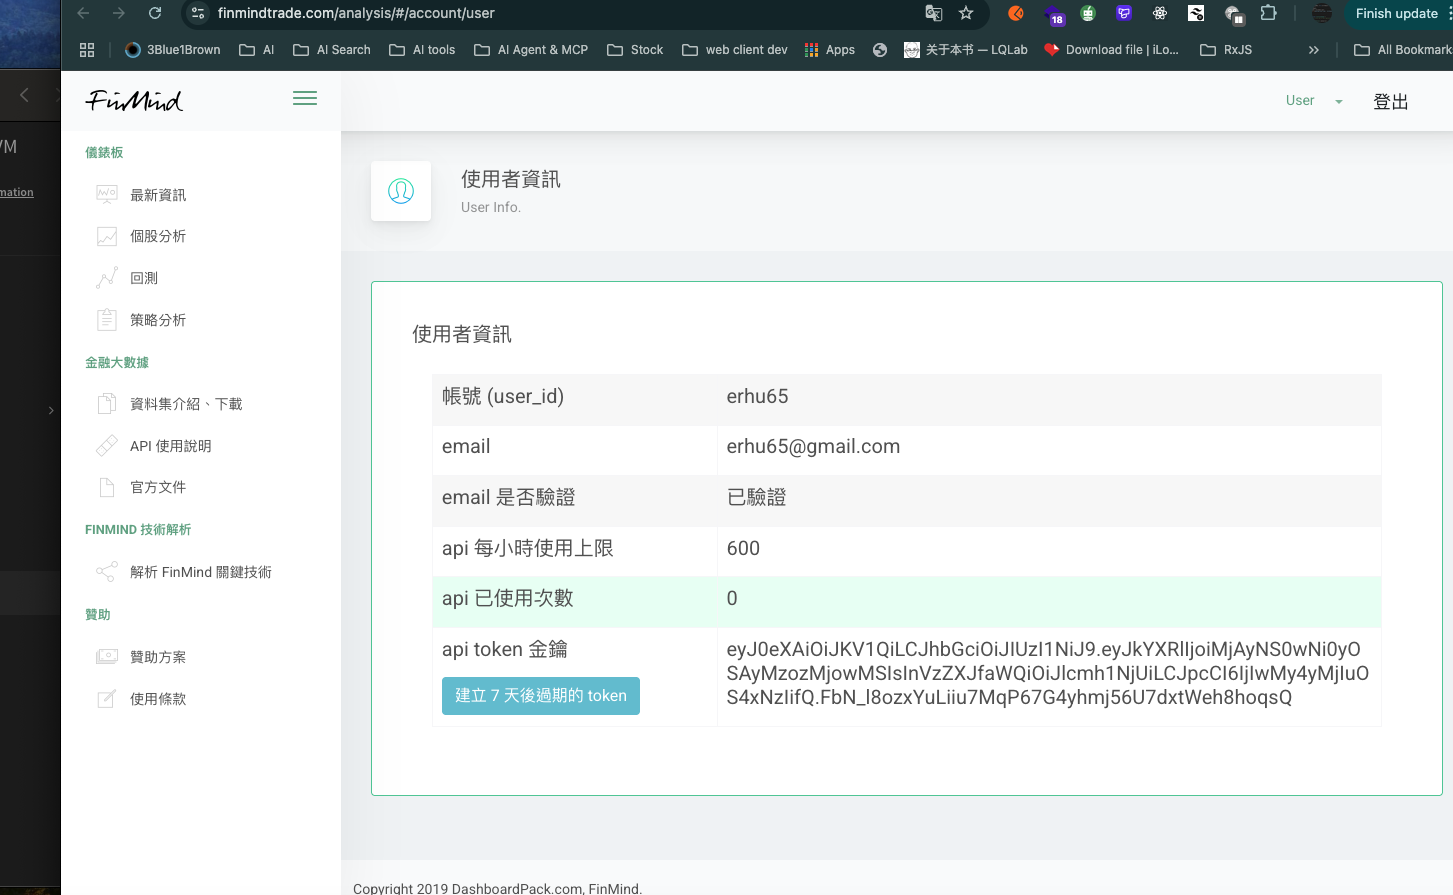 finmindtrade.com/analysis/#/account/user
18
Finish update
3Blue1Brown
AI
AI Search
AI tools
AI Agent & MCP
Stock
web client dev
Apps
关于本书 — LQLab
Download file | iLo...
RxJS
»
All Bookmark
VM
mation
FinMind
User
登出
儀錶板
最新資訊
個股分析
回測
策略分析
金融大數據
資料集介紹、下載
API 使用說明
官方文件
FINMIND 技術解析
解析 FinMind 關鍵技術
贊助
贊助方案
使用條款
使用者資訊
User Info.
使用者資訊
帳號 (user_id)
erhu65
email
erhu65@gmail.com
email 是否驗證
已驗證
api 每小時使用上限
600
api 已使用次數
0
api token 金鑰
建立 7 天後過期的 token
eyJ0eXAiOiJKV1QiLCJhbGciOiJIUzI1NiJ9.eyJkYXRlIjoiMjAyNS0wNi0yO
SAyMzozMjowMSIsInVzZXJfaWQiOiJlcmh1NjUiLCJpcCI6IjIwMy4yMjIuO
S4xNzIifQ.FbN_l8ozxYuLiiu7MqP67G4yhmj56U7dxtWeh8hoqsQ
Copyright 2019 DashboardPack.com, FinMind.